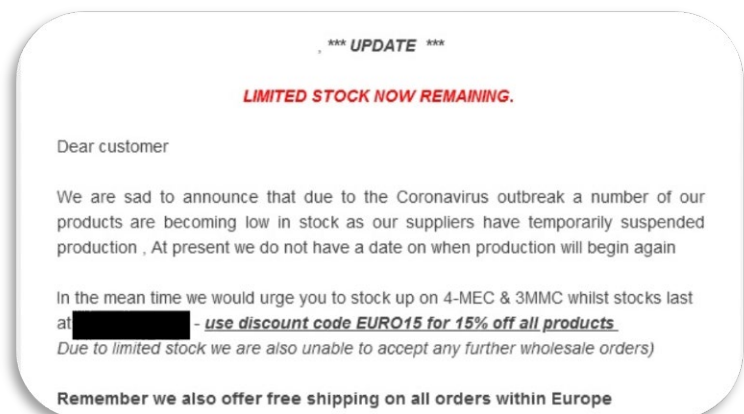 , *** UPDATE ***
LIMITED STOCK NOW REMAINING.
Dear customer
We are sad to announce that due to the Coronavirus outbreak a number of our
products are becoming low in stock as our suppliers have temporarily suspended
production , At present we do not have a date on when production will begin again
In the mean time we would urge you to stock up on 4-MEC & 3MMC whilst stocks last
at - use discount code EURO15 for 15% off all products
Due to limited stock we are also unable to accept any further wholesale orders)
Remember we also offer free shipping on all orders within Europe